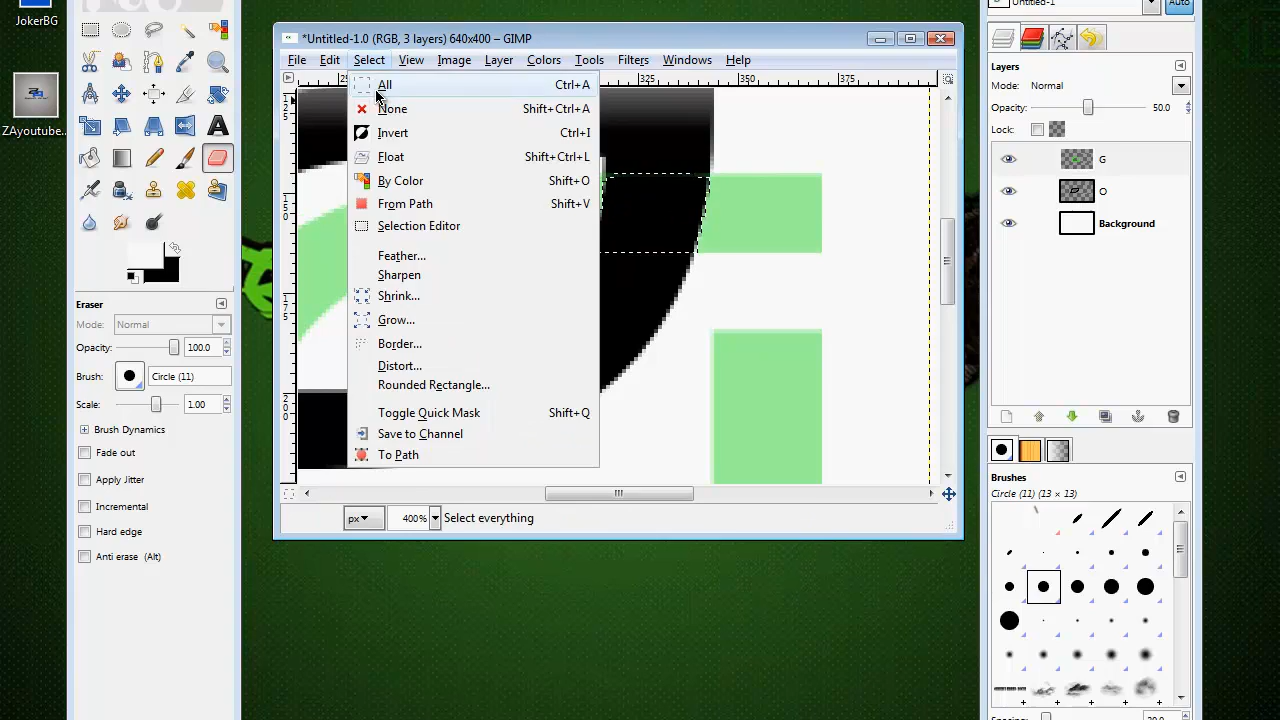 JokerBG
ZAyoutube...
Eraser
Mode: Normal
Opacity: 100.0
Brush: Circle (11)
Scale: 1.00
Brush Dynamics
Fade out
Apply Jitter
Incremental
Hard edge
Anti erase (Alt)
*Untitled-1.0 (RGB, 3 layers) 640x400 – GIMP
File Edit Select View Image Layer Colors Tools Filters Windows Help
325 350 375
All Ctrl+A
None Shift+Ctrl+A
Invert Ctrl+I
Float Shift+Ctrl+L
By Color Shift+O
From Path Shift+V
Selection Editor
Feather...
Sharpen
Shrink...
Grow...
Border...
Distort...
Rounded Rectangle...
Toggle Quick Mask Shift+Q
Save to Channel
To Path
px 400% Select everything
Untitled-1 Auto
Layers
Mode: Normal
Opacity: 50.0
Lock:
G
O
Background
Brushes
Circle (11) (13 × 13)
Spacing: 20.0